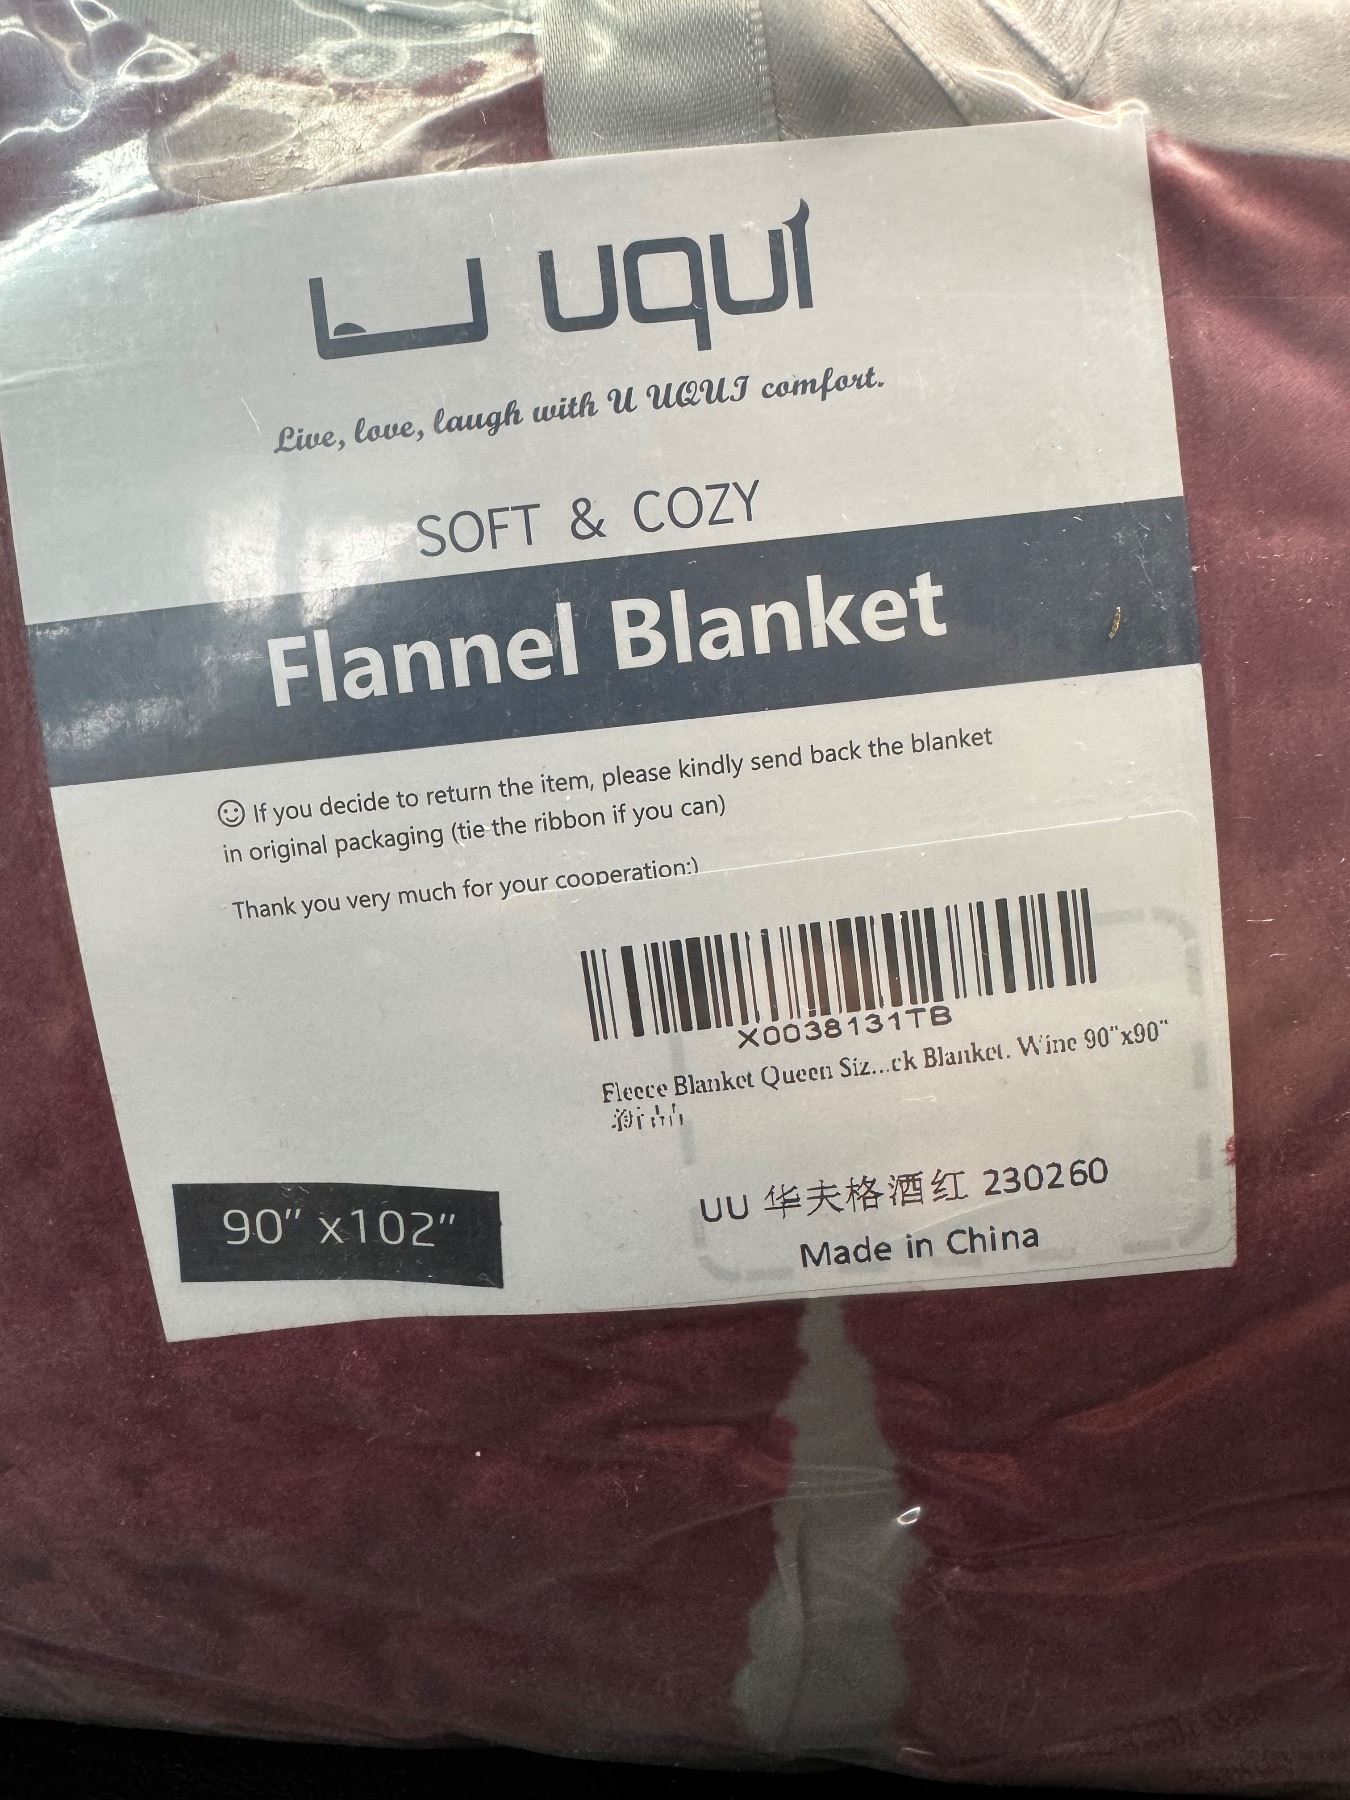 U UQUI
Live, love, laugh with U UQUI comfort.
SOFT & COZY
Flannel Blanket
☺ If you decide to return the item, please kindly send back the blanket
in original packaging (tie the ribbon if you can)
Thank you very much for your cooperation:)
X0038131TB
Fleece Blanket Queen Siz...ck Blanket. Wine 90"x90"
90" x102"
UU 华夫格酒红 230260
Made in China